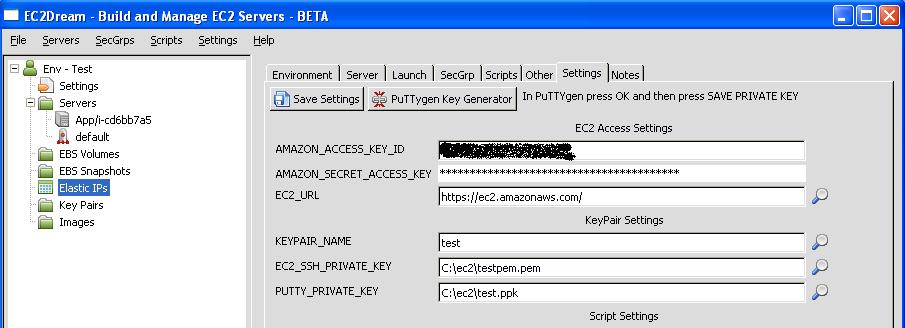 EC2Dream - Build and Manage EC2 Servers - BETA
File Servers SecGrps Scripts Settings Help
Env - Test
Settings
Servers
App/i-cd6bb7a5
default
EBS Volumes
EBS Snapshots
Elastic IPs
Key Pairs
Images
Environment Server Launch SecGrp Scripts Other Settings Notes
Save Settings PuTTYgen Key Generator In PuTTYgen press OK and then press SAVE PRIVATE KEY
EC2 Access Settings
AMAZON_ACCESS_KEY_ID
AMAZON_SECRET_ACCESS_KEY ****************************************
EC2_URL https://ec2.amazonaws.com/
KeyPair Settings
KEYPAIR_NAME test
EC2_SSH_PRIVATE_KEY C:\ec2\testpem.pem
PUTTY_PRIVATE_KEY C:\ec2\test.ppk
Script Settings